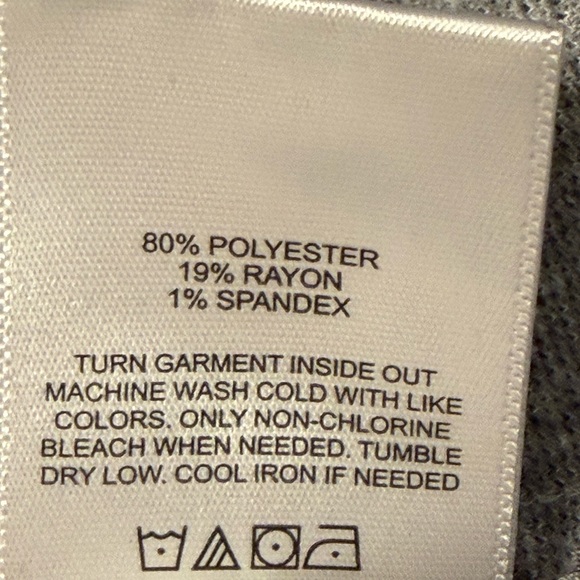 80% POLYESTER
19% RAYON
1% SPANDEX
TURN GARMENT INSIDE OUT
MACHINE WASH COLD WITH LIKE
COLORS. ONLY NON-CHLORINE
BLEACH WHEN NEEDED. TUMBLE
DRY LOW. COOL IRON IF NEEDED